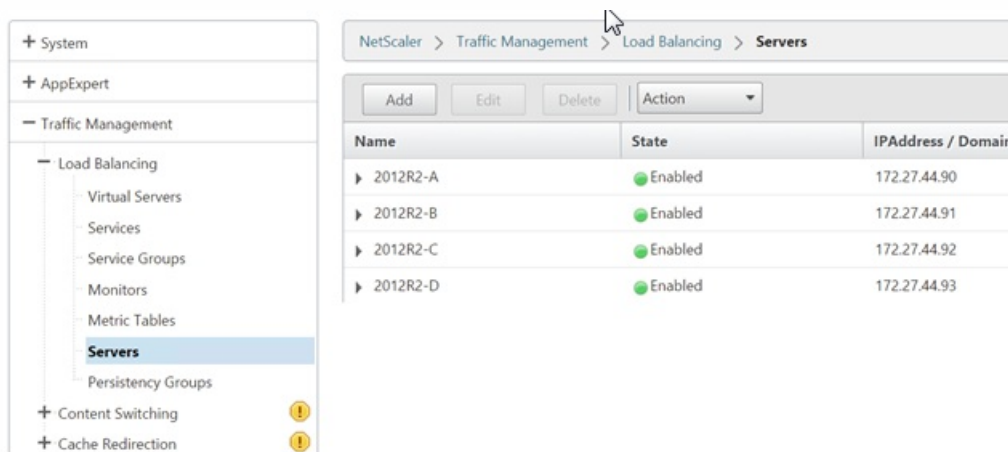 System
AppExpert
Traffic Management
Load Balancing
Virtual Servers
Services
Service Groups
Monitors
Metric Tables
Servers
Persistency Groups
Content Switching
Cache Redirection
NetScaler > Traffic Management > Load Balancing > Servers
Add Edit Delete Action
Name State IPAddress / Domain
2012R2-A Enabled 172.27.44.90
2012R2-B Enabled 172.27.44.91
2012R2-C Enabled 172.27.44.92
2012R2-D Enabled 172.27.44.93